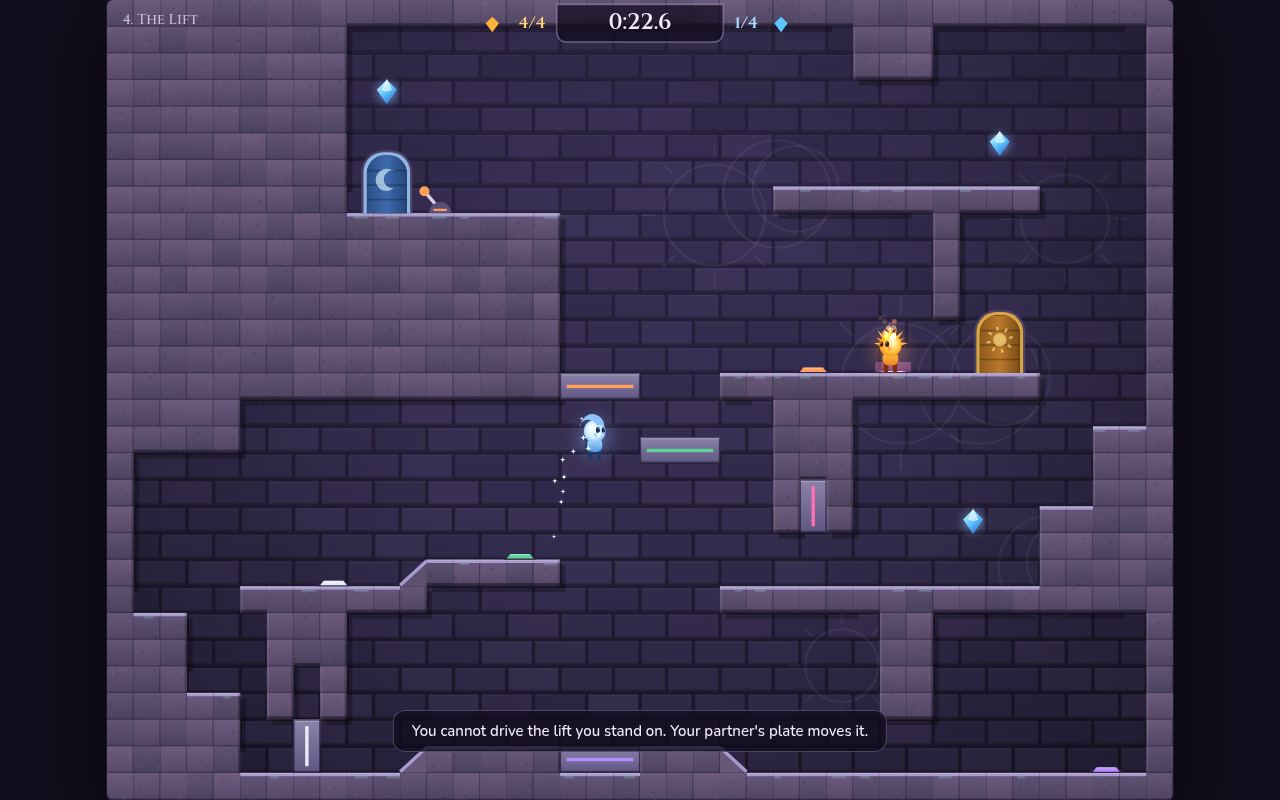 4. The Lift
4/4
0:22.6
1/4
You cannot drive the lift you stand on. Your partner's plate moves it.